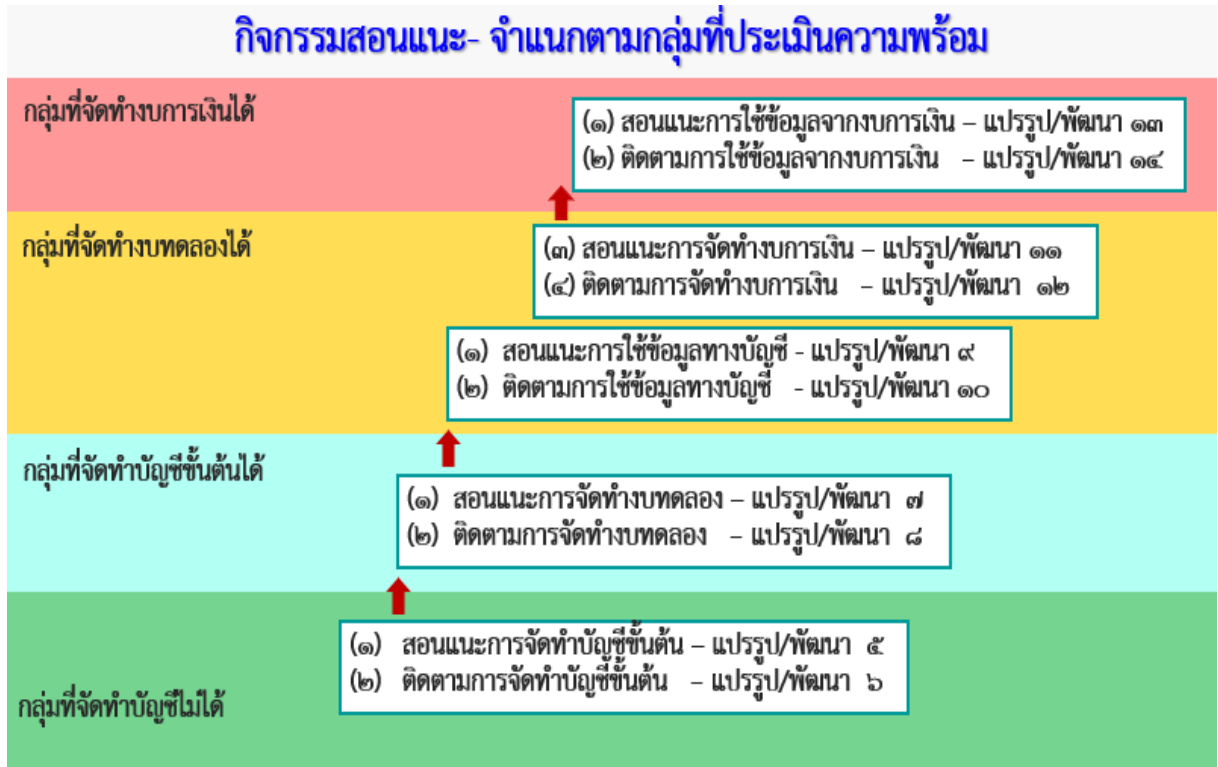 กิจกรรมสอนแนะ- จำแนกตามกลุ่มที่ประเมินความพร้อม
กลุ่มที่จัดทำงบการเงินได้
(๑) สอนแนะการใช้ข้อมูลจากงบการเงิน – แปรรูป/พัฒนา ๑๓
(๒) ติดตามการใช้ข้อมูลจากงบการเงิน – แปรรูป/พัฒนา ๑๔
กลุ่มที่จัดทำงบทดลองได้
(๓) สอนแนะการจัดทำงบการเงิน – แปรรูป/พัฒนา ๑๑
(๔) ติดตามการจัดทำงบการเงิน – แปรรูป/พัฒนา ๑๒
(๑) สอนแนะการใช้ข้อมูลทางบัญชี - แปรรูป/พัฒนา ๙
(๒) ติดตามการใช้ข้อมูลทางบัญชี - แปรรูป/พัฒนา ๑๐
กลุ่มที่จัดทำบัญชีขั้นต้นได้
(๑) สอนแนะการจัดทำงบทดลอง – แปรรูป/พัฒนา ๗
(๒) ติดตามการจัดทำงบทดลอง – แปรรูป/พัฒนา ๘
(๑) สอนแนะการจัดทำบัญชีขั้นต้น – แปรรูป/พัฒนา ๕
(๒) ติดตามการจัดทำบัญชีขั้นต้น – แปรรูป/พัฒนา ๖
กลุ่มที่จัดทำบัญชีไม่ได้